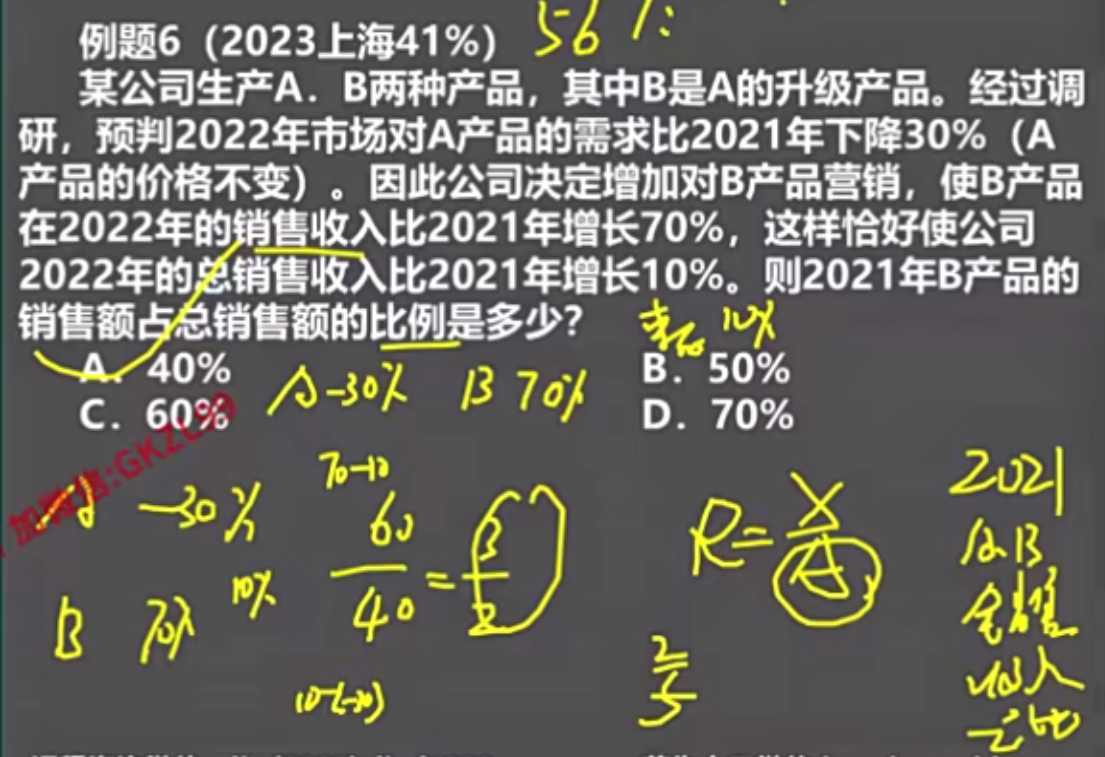 例题6（2023上海41%） 56%
某公司生产A．B两种产品，其中B是A的升级产品。经过调
研，预判2022年市场对A产品的需求比2021年下降30%（A
产品的价格不变）。因此公司决定增加对B产品营销，使B产品
在2022年的销售收入比2021年增长70%，这样恰好使公司
2022年的总销售收入比2021年增长10%。则2021年B产品的
销售额占总销售额的比例是多少？
10%
A．40% B．50%
A -30% B 70%
C．60% D．70%
加微信:GKZL99
70-10
A -30% 60 3
10% — = —
B 70% 40 2
10-(-30)
R=X/A
2/5
2021
A.B
销售
收入
之比